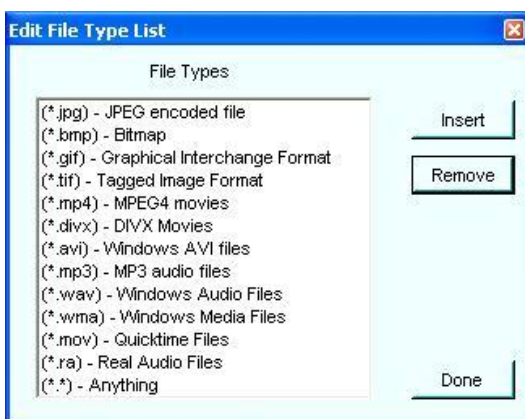 Edit File Type List
File Types
(*.jpg) - JPEG encoded file
(*.bmp) - Bitmap
(*.gif) - Graphical Interchange Format
(*.tif) - Tagged Image Format
(*.mp4) - MPEG4 movies
(*.divx) - DIVX Movies
(*.avi) - Windows AVI files
(*.mp3) - MP3 audio files
(*.wav) - Windows Audio Files
(*.wma) - Windows Media Files
(*.mov) - Quicktime Files
(*.ra) - Real Audio Files
(*.*) - Anything
Insert
Remove
Done